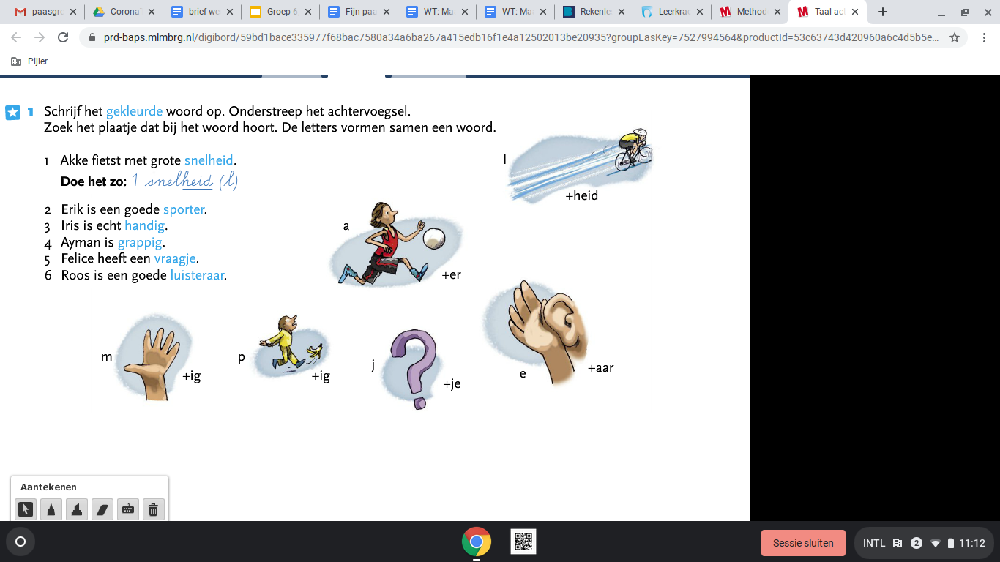 paasgro
Corona
brief we
Groep 6
Fijn paa
WT: Ma
WT: Ma
Rekenles
Leerkrac
Method
Taal act
prd-baps.mlmbrg.nl/digibord/59bd1bace335977f68bac7580a34a6ba267a415edb16f1e4a12502013be20935?groupLasKey=7527994564&productId=53c63743d420960a6c4d5b5e...
Pijler
1 Schrijf het gekleurde woord op. Onderstreep het achtervoegsel.
Zoek het plaatje dat bij het woord hoort. De letters vormen samen een woord.
1 Akke fietst met grote snelheid.
Doe het zo: 1 snelheid (l)
2 Erik is een goede sporter.
3 Iris is echt handig.
4 Ayman is grappig.
5 Felice heeft een vraagje.
6 Roos is een goede luisteraar.
l
+heid
a
+er
m
+ig
p
+ig
j
+je
e
+aar
Aantekenen
Sessie sluiten
INTL
2
11:12